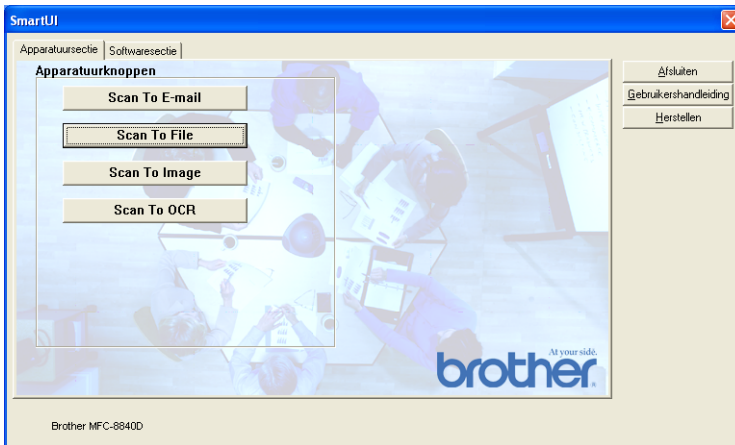 SmartUI
Apparatuursectie
Softwaresectie
Apparatuurknoppen
Scan To E-mail
Scan To File
Scan To Image
Scan To OCR
Afsluiten
Gebruikershandleiding
Herstellen
At your side.
brother
Brother MFC-8840D